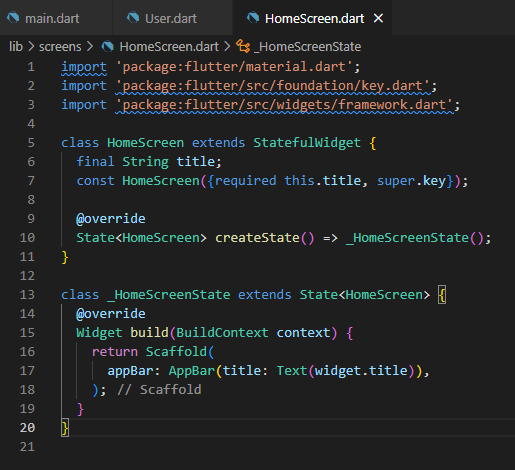 main.dart User.dart HomeScreen.dart ×
lib > screens > HomeScreen.dart > _HomeScreenState
1 import 'package:flutter/material.dart';
2 import 'package:flutter/src/foundation/key.dart';
3 import 'package:flutter/src/widgets/framework.dart';
4
5 class HomeScreen extends StatefulWidget {
6   final String title;
7   const HomeScreen({required this.title, super.key});
8
9   @override
10   State<HomeScreen> createState() => _HomeScreenState();
11 }
12
13 class _HomeScreenState extends State<HomeScreen> {
14   @override
15   Widget build(BuildContext context) {
16     return Scaffold(
17       appBar: AppBar(title: Text(widget.title)),
18     ); // Scaffold
19   }
20 }
21